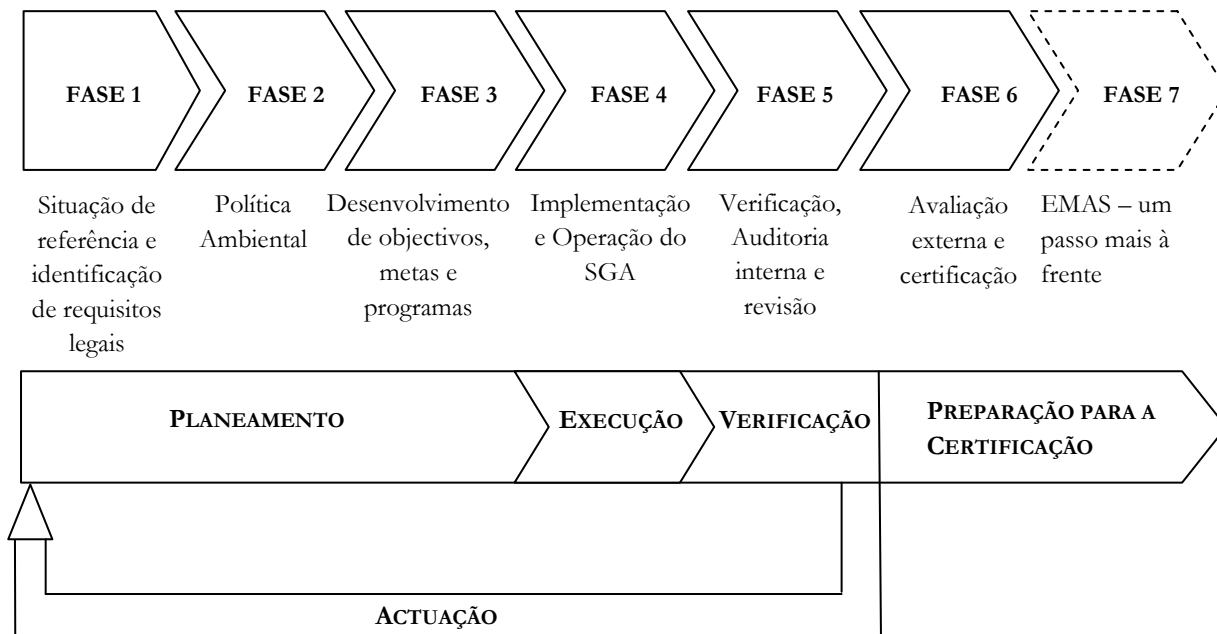 FASE 1
FASE 2
FASE 3
FASE 4
FASE 5
FASE 6
FASE 7
Situação de
referência e
identificação
de requisitos
legais
Política
Ambiental
Desenvolvimento
de objectivos,
metas e
programas
Implementação
e Operação do
SGA
Verificação,
Auditoria
interna e
revisão
Avaliação
externa e
certificação
EMAS – um
passo mais à
frente
PLANEAMENTO
EXECUÇÃO
VERIFICAÇÃO
PREPARAÇÃO PARA A
CERTIFICAÇÃO
ACTUAÇÃO